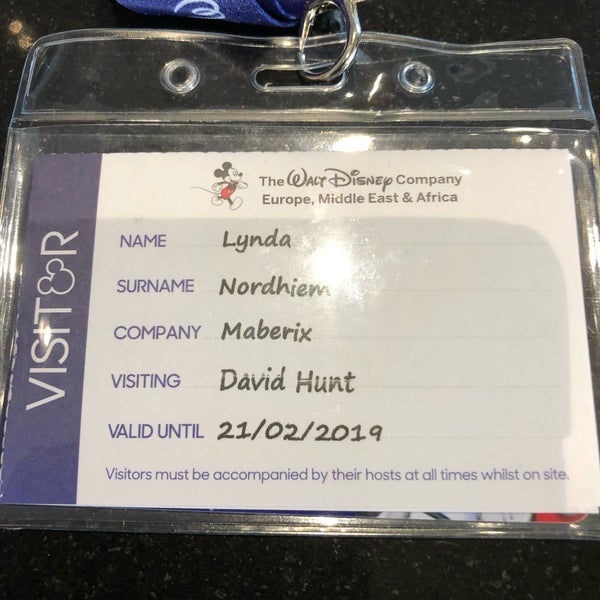 The WALT DISNEY Company
Europe, Middle East & Africa
VISITOR
NAME Lynda
SURNAME Nordhiem
COMPANY Maberix
VISITING David Hunt
VALID UNTIL 21/02/2019
Visitors must be accompanied by their hosts at all times whilst on site.